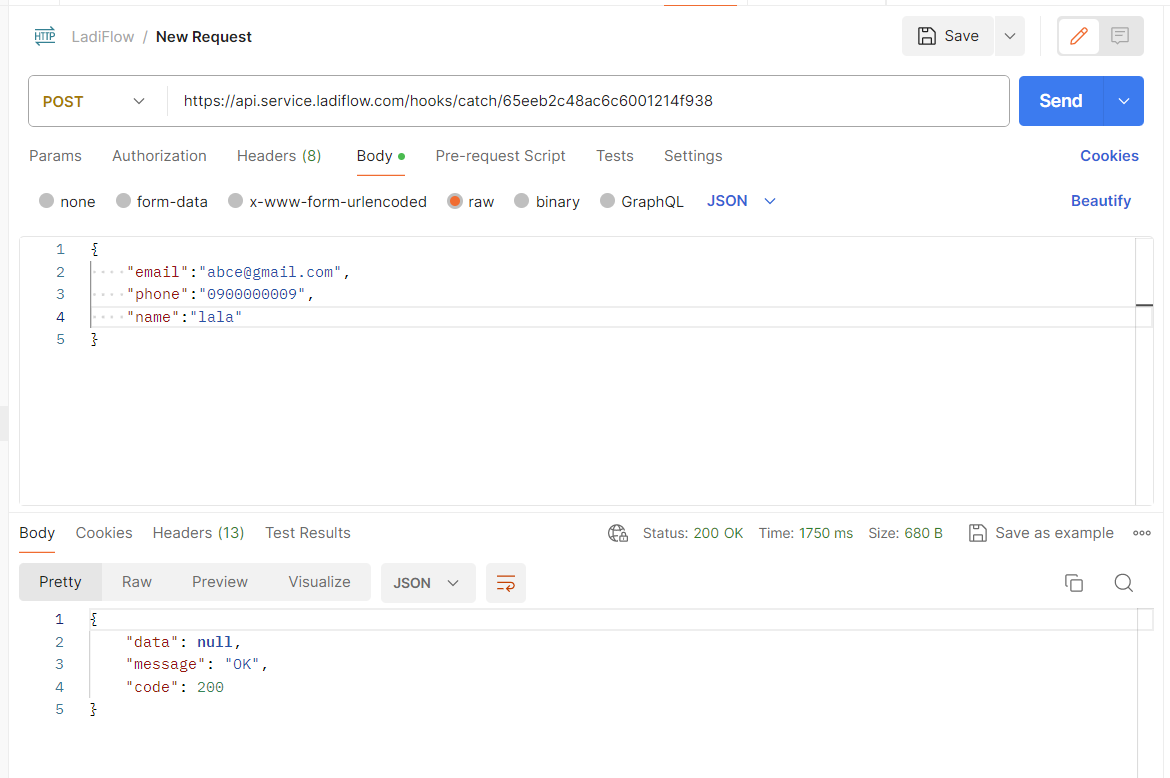 HTTP LadiFlow / New Request Save
POST https://api.service.ladiflow.com/hooks/catch/65eeb2c48ac6c6001214f938 Send
Params Authorization Headers (8) Body Pre-request Script Tests Settings Cookies
none form-data x-www-form-urlencoded raw binary GraphQL JSON Beautify
1 {
2 "email":"abce@gmail.com",
3 "phone":"0900000009",
4 "name":"lala"
5 }
Body Cookies Headers (13) Test Results Status: 200 OK Time: 1750 ms Size: 680 B Save as example
Pretty Raw Preview Visualize JSON
1 {
2 "data": null,
3 "message": "OK",
4 "code": 200
5 }